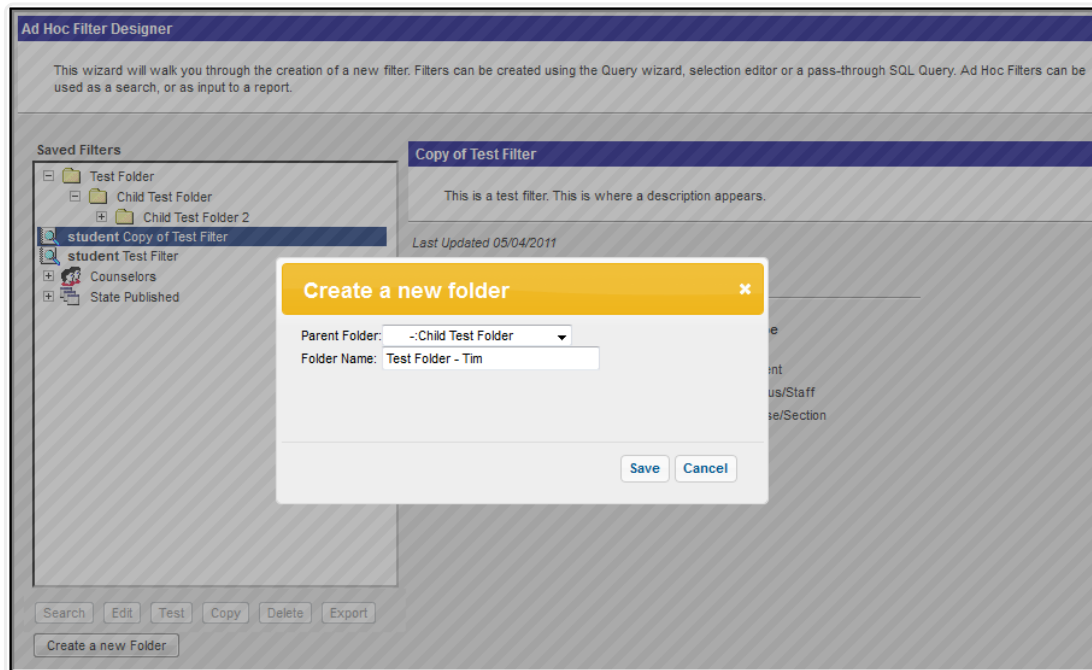 Ad Hoc Filter Designer
This wizard will walk you through the creation of a new filter. Filters can be created using the Query wizard, selection editor or a pass-through SQL Query. Ad Hoc Filters can be
used as a search, or as input to a report.
Saved Filters
Test Folder
Child Test Folder
Child Test Folder 2
student Copy of Test Filter
student Test Filter
Counselors
State Published
Copy of Test Filter
This is a test filter. This is where a description appears.
Last Updated 05/04/2011
Create a new folder
Parent Folder: -:Child Test Folder
Folder Name: Test Folder - Tim
Save Cancel
Search Edit Test Copy Delete Export
Create a new Folder